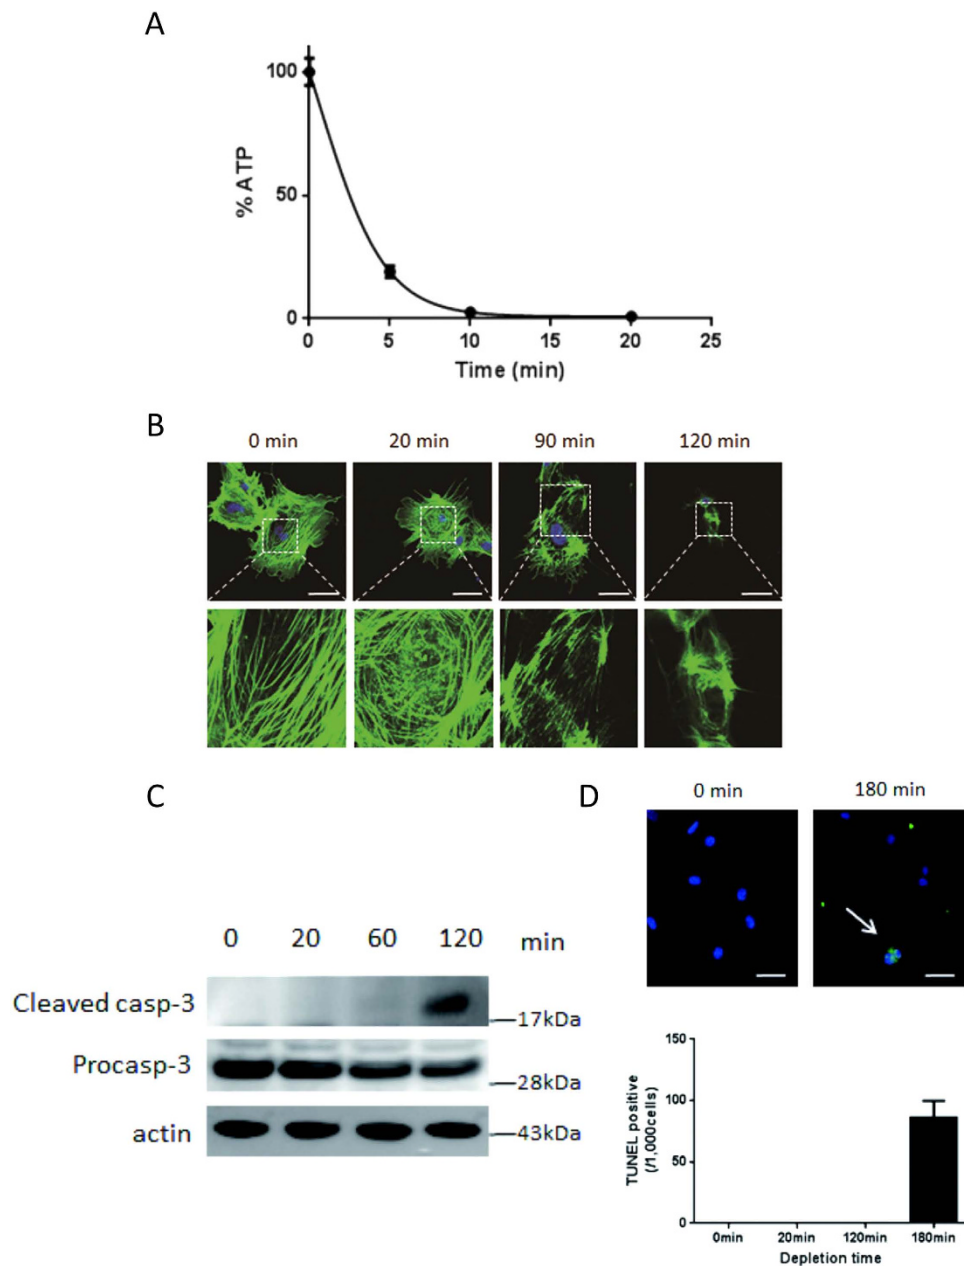 A
100
50
0
% ATP
0 5 10 15 20 25
Time (min)
B
0 min 20 min 90 min 120 min
C
0 20 60 120 min
Cleaved casp-3
17kDa
Procasp-3
28kDa
actin
43kDa
D
0 min 180 min
150
100
50
0
TUNEL positive
(/1,000cells)
0min 20min 120min 180min
Depletion time